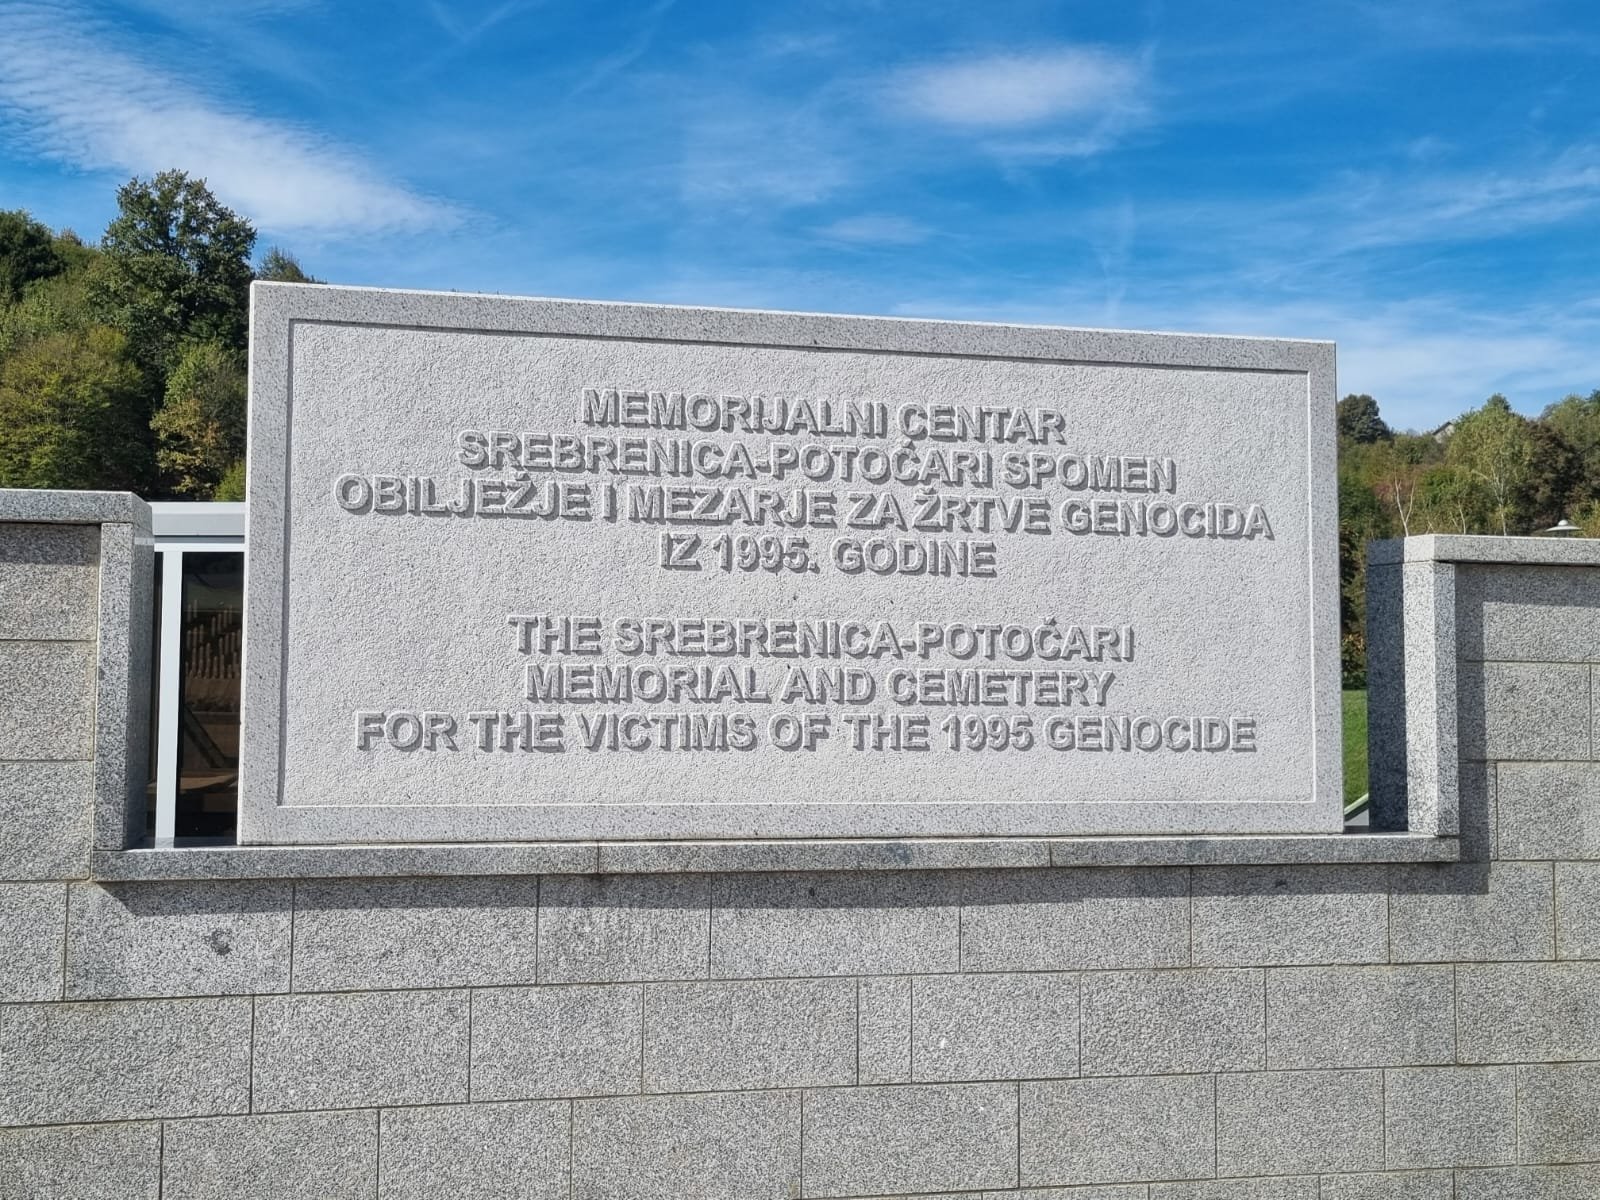 MEMORIJALNI CENTAR
SREBRENICA-POTOČARI SPOMEN
OBILJEŽJE I MEZARJE ZA ŽRTVE GENOCIDA
IZ 1995. GODINE
THE SREBRENICA-POTOČARI
MEMORIAL AND CEMETERY
FOR THE VICTIMS OF THE 1995 GENOCIDE